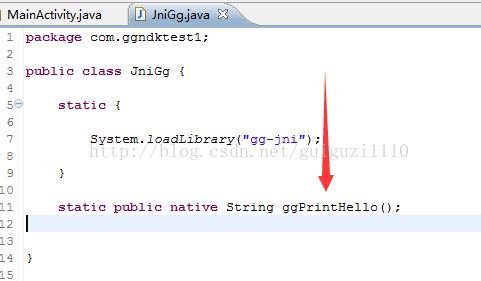 MainActivity.java JniGg.java
1 package com.ggndktest1;
2
3 public class JniGg {
4
5 static {
6
7 System.loadLibrary("gg-jni");
8
http://blog.csdn.net/guiguzi1110
9 }
10
11 static public native String ggPrintHello();
12
13
14 }
15